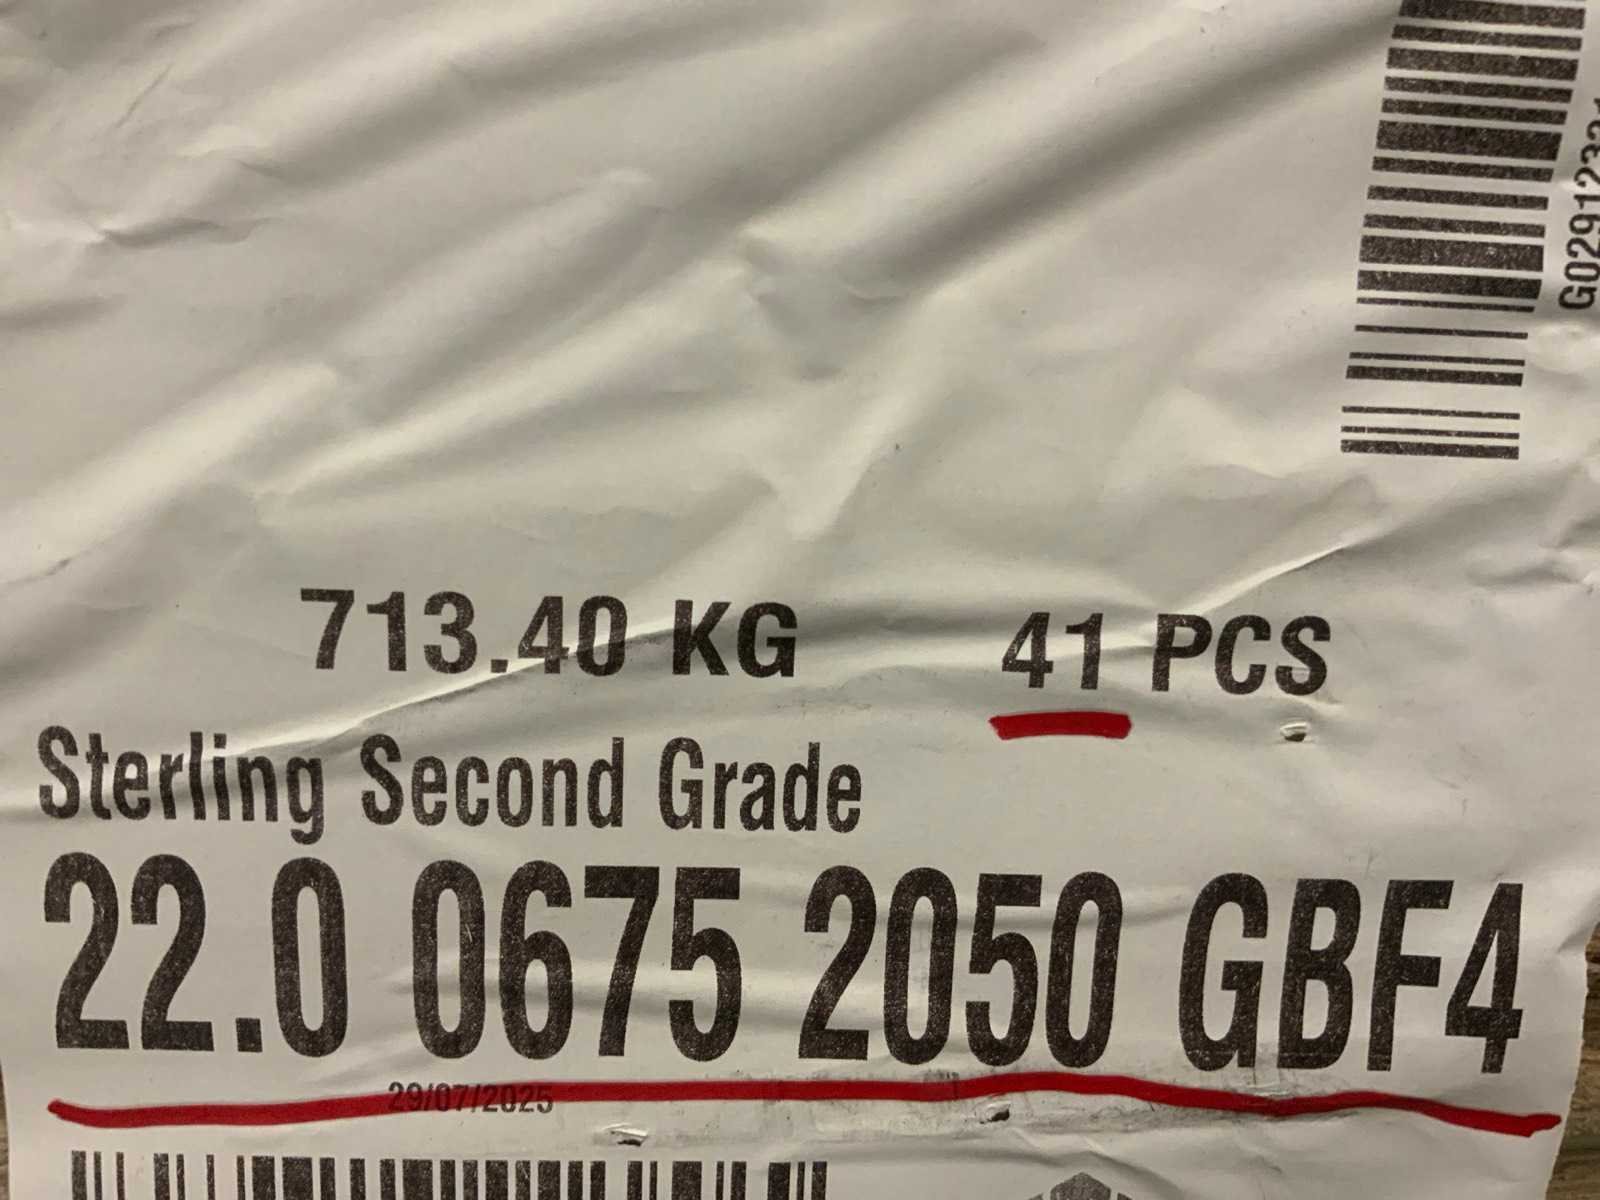 713.40 KG 41 PCS
Sterling Second Grade
22.0 0675 2050 GBF4
29/07/2025